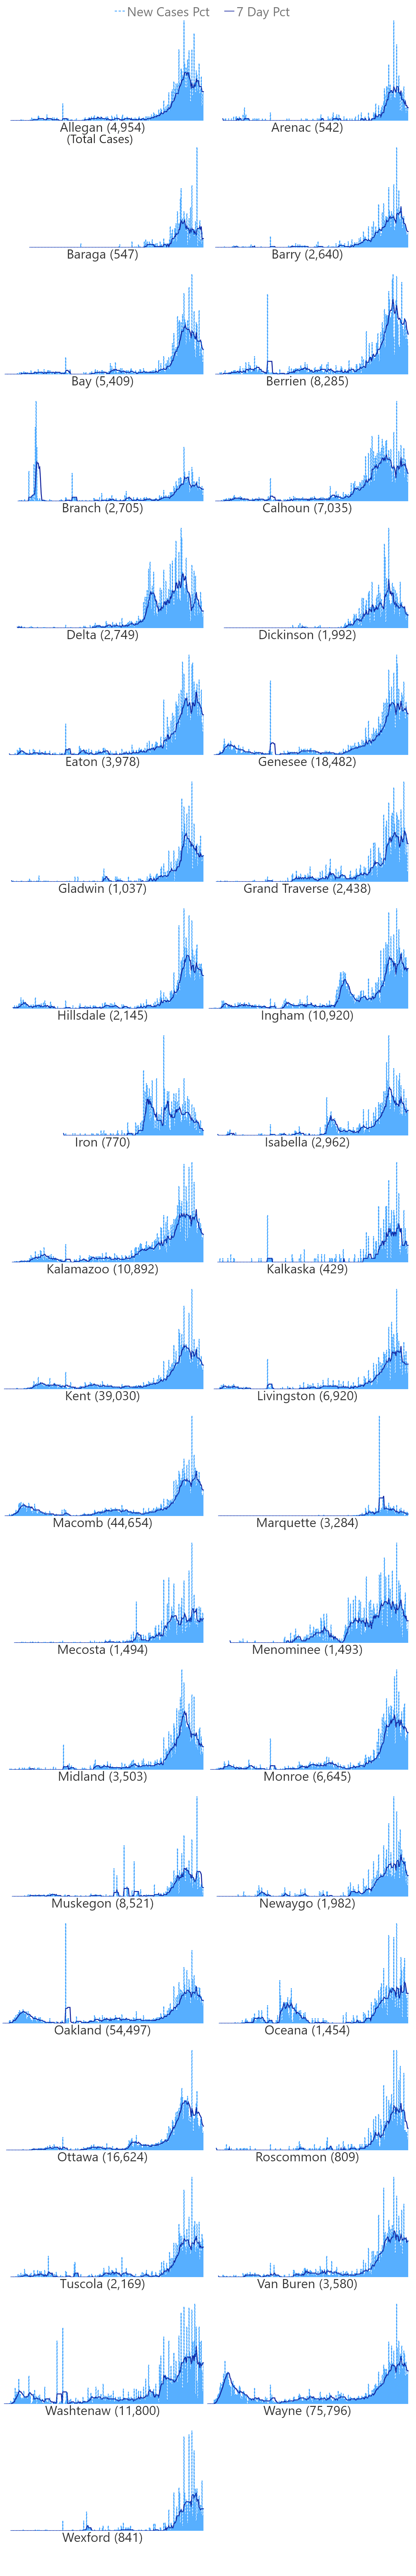 New Cases Pct 7 Day Pct
Allegan (4,954) Arenac (542)
(Total Cases)
Baraga (547) Barry (2,640)
Bay (5,409) Berrien (8,285)
Branch (2,705) Calhoun (7,035)
Delta (2,749) Dickinson (1,992)
Eaton (3,978) Genesee (18,482)
Gladwin (1,037) Grand Traverse (2,438)
Hillsdale (2,145) Ingham (10,920)
Iron (770) Isabella (2,962)
Kalamazoo (10,892) Kalkaska (429)
Kent (39,030) Livingston (6,920)
Macomb (44,654) Marquette (3,284)
Mecosta (1,494) Menominee (1,493)
Midland (3,503) Monroe (6,645)
Muskegon (8,521) Newaygo (1,982)
Oakland (54,497) Oceana (1,454)
Ottawa (16,624) Roscommon (809)
Tuscola (2,169) Van Buren (3,580)
Washtenaw (11,800) Wayne (75,796)
Wexford (841)